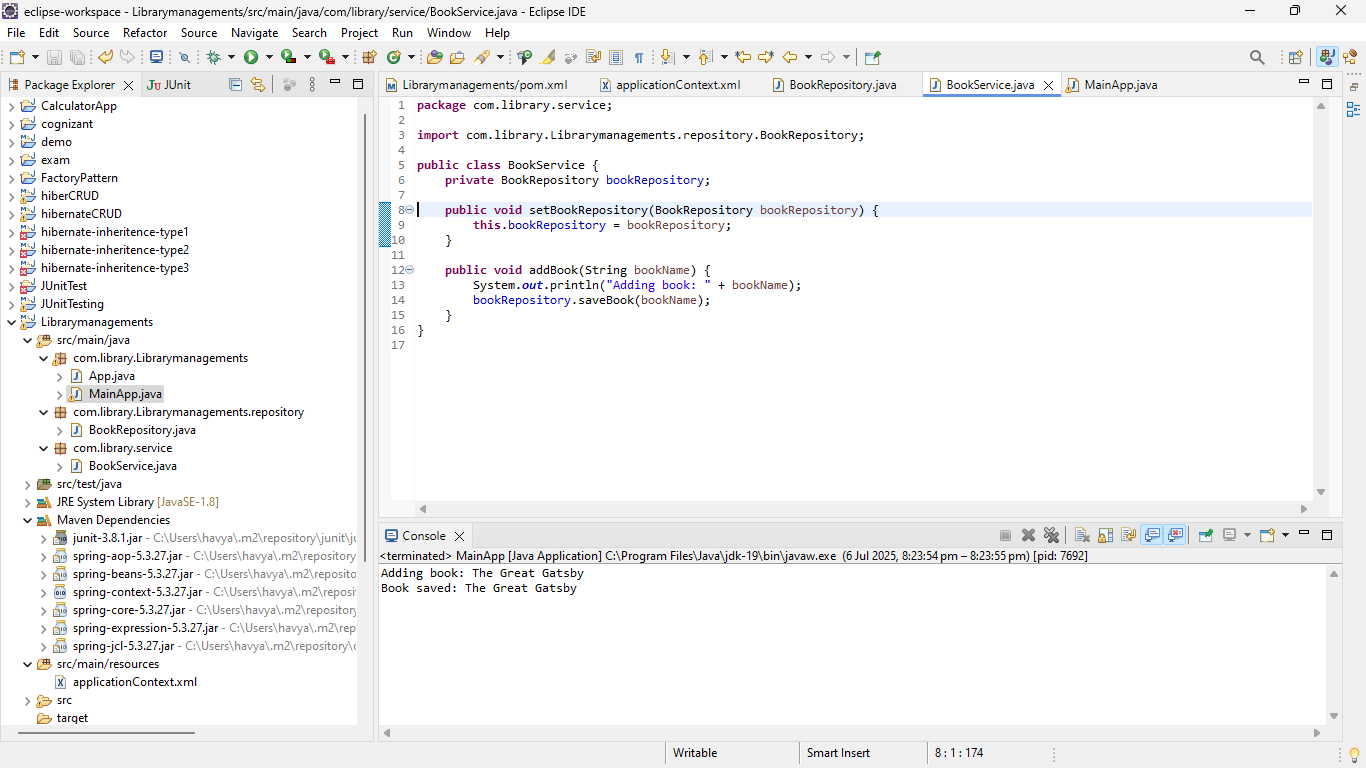 eclipse-workspace - Librarymanagements/src/main/java/com/library/service/BookService.java - Eclipse IDE
File Edit Source Refactor Source Navigate Search Project Run Window Help
Package Explorer JUnit
CalculatorApp
cognizant
demo
exam
FactoryPattern
hiberCRUD
hibernateCRUD
hibernate-inheritence-type1
hibernate-inheritence-type2
hibernate-inheritence-type3
JUnitTest
JUnitTesting
Librarymanagements
src/main/java
com.library.Librarymanagements
App.java
MainApp.java
com.library.Librarymanagements.repository
BookRepository.java
com.library.service
BookService.java
src/test/java
JRE System Library [JavaSE-1.8]
Maven Dependencies
junit-3.8.1.jar - C:\Users\havya\.m2\repository\junit\ju
spring-aop-5.3.27.jar - C:\Users\havya\.m2\repository
spring-beans-5.3.27.jar - C:\Users\havya\.m2\reposito
spring-context-5.3.27.jar - C:\Users\havya\.m2\reposi
spring-core-5.3.27.jar - C:\Users\havya\.m2\repository
spring-expression-5.3.27.jar - C:\Users\havya\.m2\rep
spring-jcl-5.3.27.jar - C:\Users\havya\.m2\repository\o
src/main/resources
applicationContext.xml
src
target
Librarymanagements/pom.xml applicationContext.xml BookRepository.java BookService.java MainApp.java
1 package com.library.service;
2
3 import com.library.Librarymanagements.repository.BookRepository;
4
5 public class BookService {
6 private BookRepository bookRepository;
7
8 public void setBookRepository(BookRepository bookRepository) {
9 this.bookRepository = bookRepository;
10 }
11
12 public void addBook(String bookName) {
13 System.out.println("Adding book: " + bookName);
14 bookRepository.saveBook(bookName);
15 }
16 }
17
Console
<terminated> MainApp [Java Application] C:\Program Files\Java\jdk-19\bin\javaw.exe (6 Jul 2025, 8:23:54 pm – 8:23:55 pm) [pid: 7692]
Adding book: The Great Gatsby
Book saved: The Great Gatsby
Writable Smart Insert 8 : 1 : 174